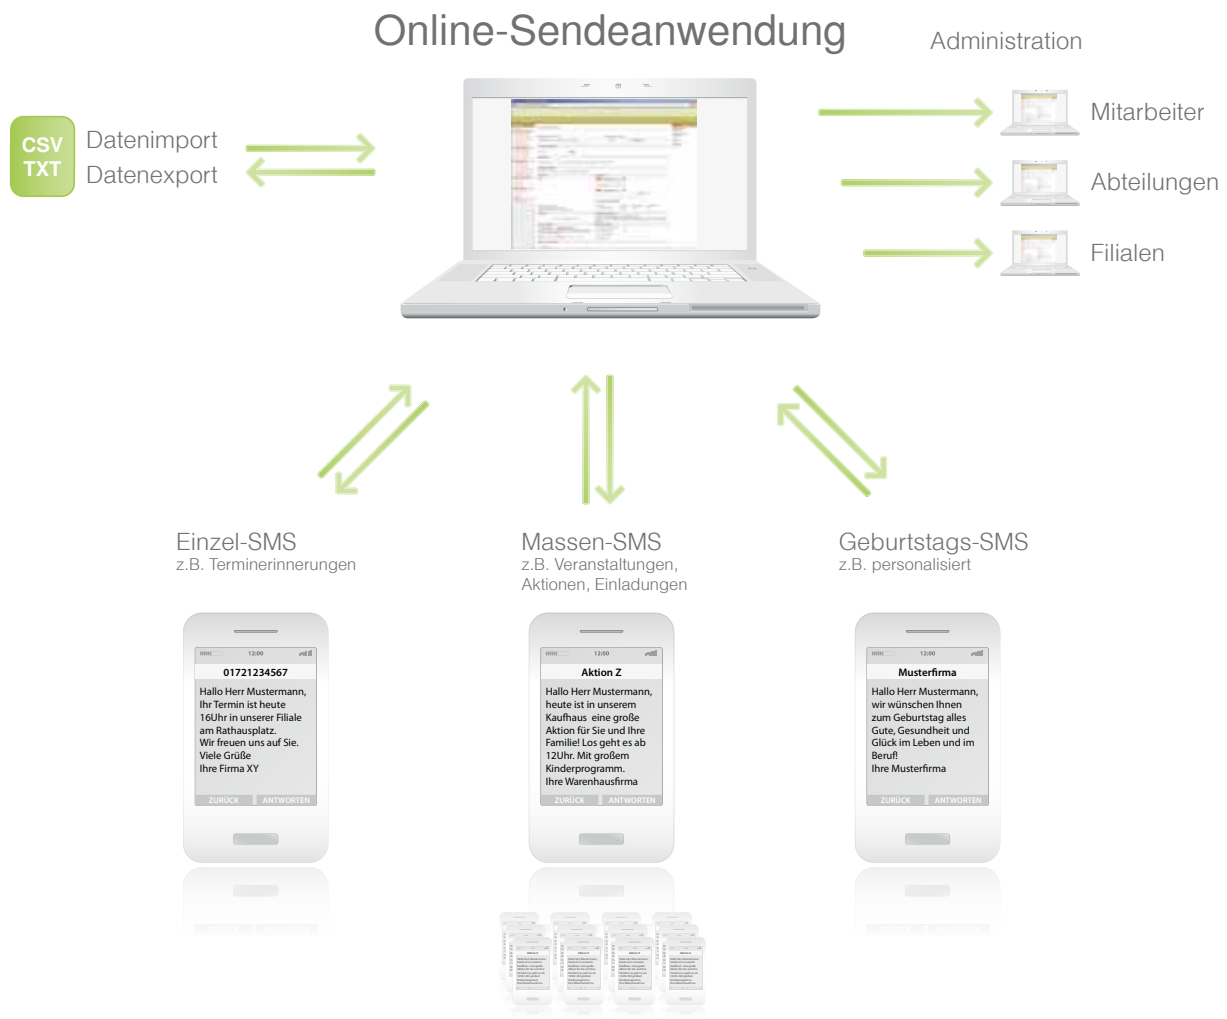 Online-Sendeanwendung
Administration
CSV
TXT
Datenimport
Datenexport
Mitarbeiter
Abteilungen
Filialen
Einzel-SMS
z.B. Terminerinnerungen
Massen-SMS
z.B. Veranstaltungen,
Aktionen, Einladungen
Geburtstags-SMS
z.B. personalisiert
12:00
01721234567
Hallo Herr Mustermann,
Ihr Termin ist heute
16Uhr in unserer Filiale
am Rathausplatz.
Wir freuen uns auf Sie.
Viele Grüße
Ihre Firma XY
ZURÜCK ANTWORTEN
12:00
Aktion Z
Hallo Herr Mustermann,
heute ist in unserem
Kaufhaus eine große
Aktion für Sie und Ihre
Familie! Los geht es ab
12Uhr. Mit großem
Kinderprogramm.
Ihre Warenhausfirma
ZURÜCK ANTWORTEN
12:00
Musterfirma
Hallo Herr Mustermann,
wir wünschen Ihnen
zum Geburtstag alles
Gute, Gesundheit und
Glück im Leben und im
Beruf!
Ihre Musterfirma
ZURÜCK ANTWORTEN